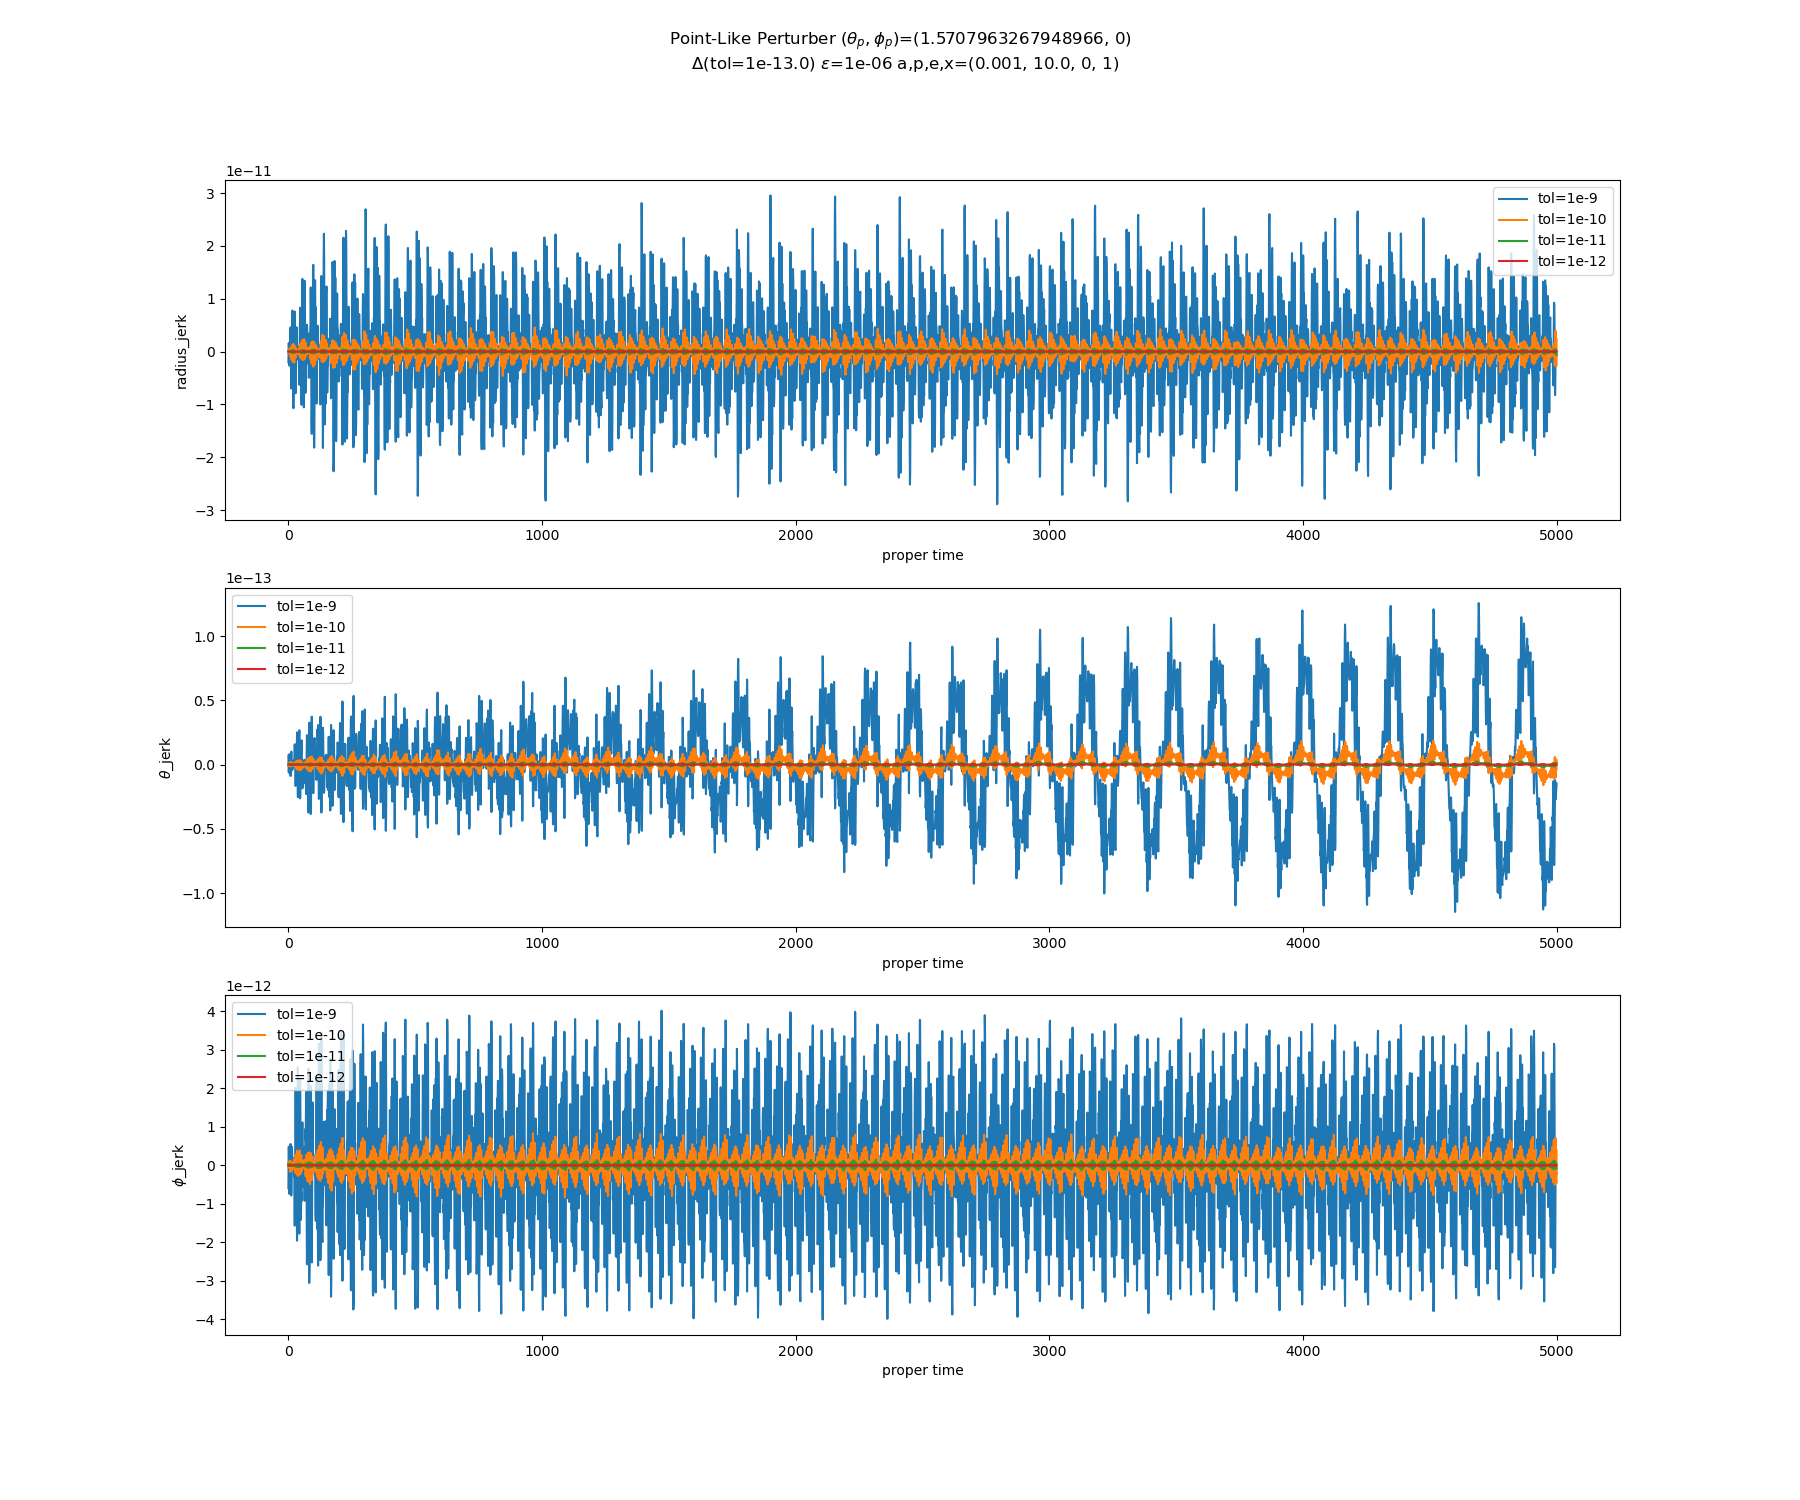 Point-Like Perturber (θp, ϕp)=(1.5707963267948966, 0)
Δ(tol=1e-13.0) ε=1e-06 a,p,e,x=(0.001, 10.0, 0, 1)
1e−11
3
2
1
0
−1
−2
−3
radius_jerk
tol=1e-9
tol=1e-10
tol=1e-11
tol=1e-12
0 1000 2000 3000 4000 5000
proper time
1e−13
1.0
0.5
0.0
−0.5
−1.0
θ_jerk
tol=1e-9
tol=1e-10
tol=1e-11
tol=1e-12
0 1000 2000 3000 4000 5000
proper time
1e−12
4
3
2
1
0
−1
−2
−3
−4
ϕ_jerk
tol=1e-9
tol=1e-10
tol=1e-11
tol=1e-12
0 1000 2000 3000 4000 5000
proper time